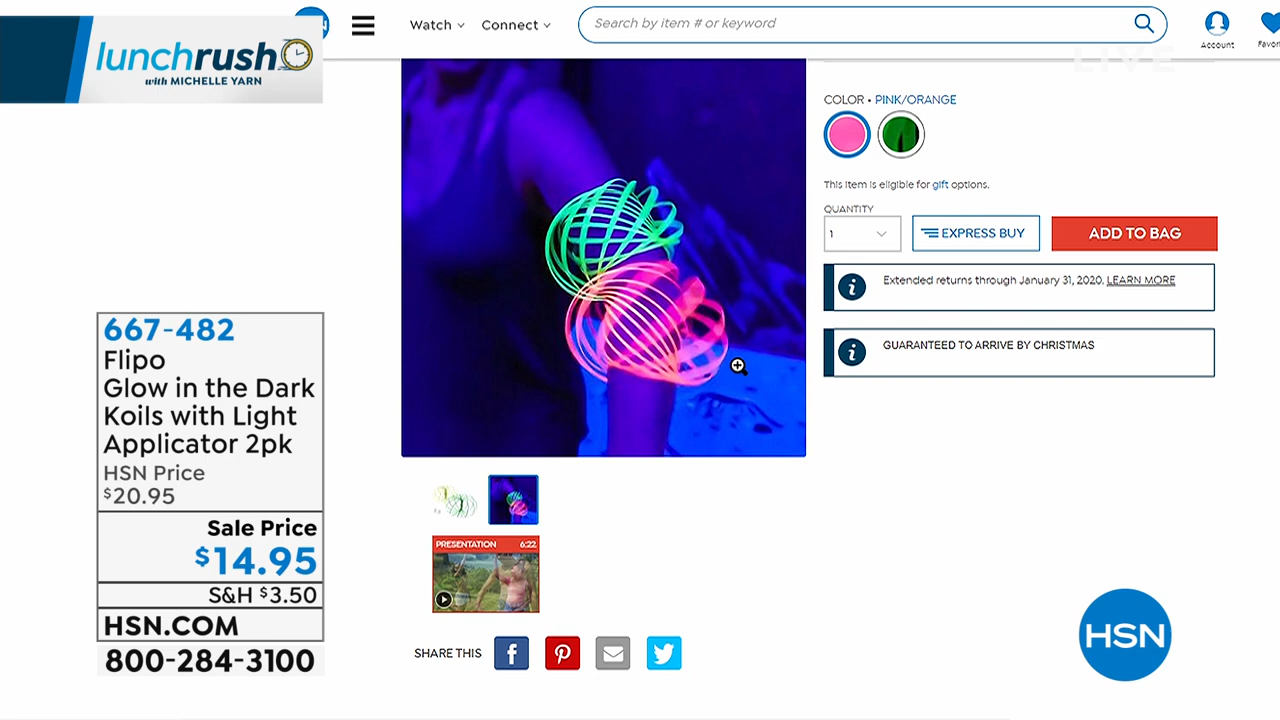 lunchrush
with MICHELLE YARN
Watch
Connect
Search by item # or keyword
Account
LIVE
COLOR • PINK/ORANGE
This item is eligible for gift options.
QUANTITY
1
EXPRESS BUY
ADD TO BAG
Extended returns through January 31, 2020. LEARN MORE
GUARANTEED TO ARRIVE BY CHRISTMAS
667-482
Flipo
Glow in the Dark
Koils with Light
Applicator 2pk
HSN Price
$20.95
Sale Price
$14.95
S&H $3.50
HSN.COM
800-284-3100
PRESENTATION 6:22
SHARE THIS
HSN